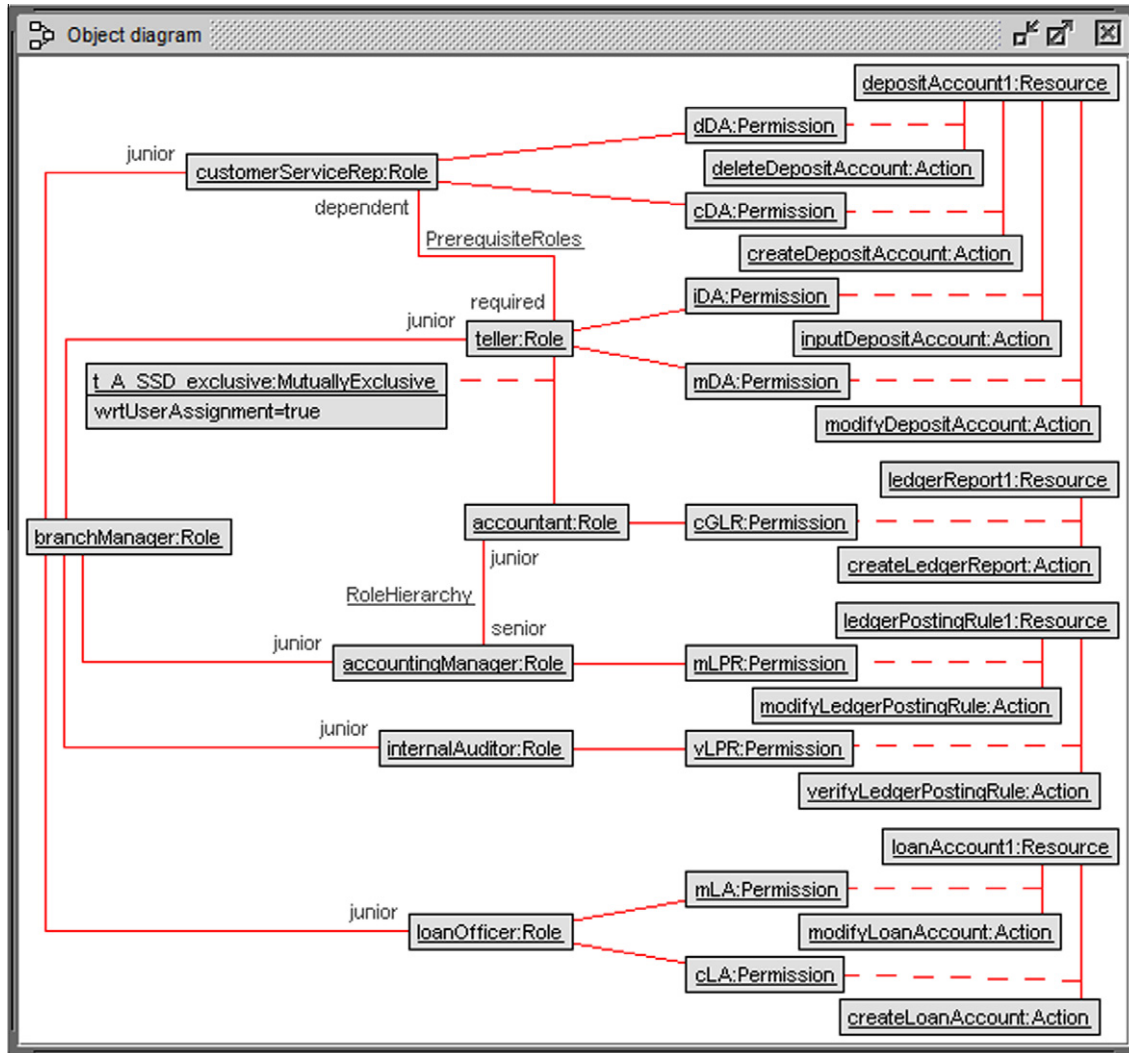 Object diagram
depositAccount1:Resource
dDA:Permission
junior
customerServiceRep:Role
deleteDepositAccount:Action
dependent
cDA:Permission
PrerequisiteRoles
createDepositAccount:Action
required
iDA:Permission
junior
teller:Role
inputDepositAccount:Action
t_A_SSD_exclusive:MutuallyExclusive
wrtUserAssignment=true
mDA:Permission
modifyDepositAccount:Action
ledgerReport1:Resource
branchManager:Role
accountant:Role
cGLR:Permission
junior
createLedgerReport:Action
RoleHierarchy
ledgerPostingRule1:Resource
senior
junior
accountingManager:Role
mLPR:Permission
modifyLedgerPostingRule:Action
junior
internalAuditor:Role
vLPR:Permission
verifyLedgerPostingRule:Action
loanAccount1:Resource
mLA:Permission
junior
loanOfficer:Role
modifyLoanAccount:Action
cLA:Permission
createLoanAccount:Action